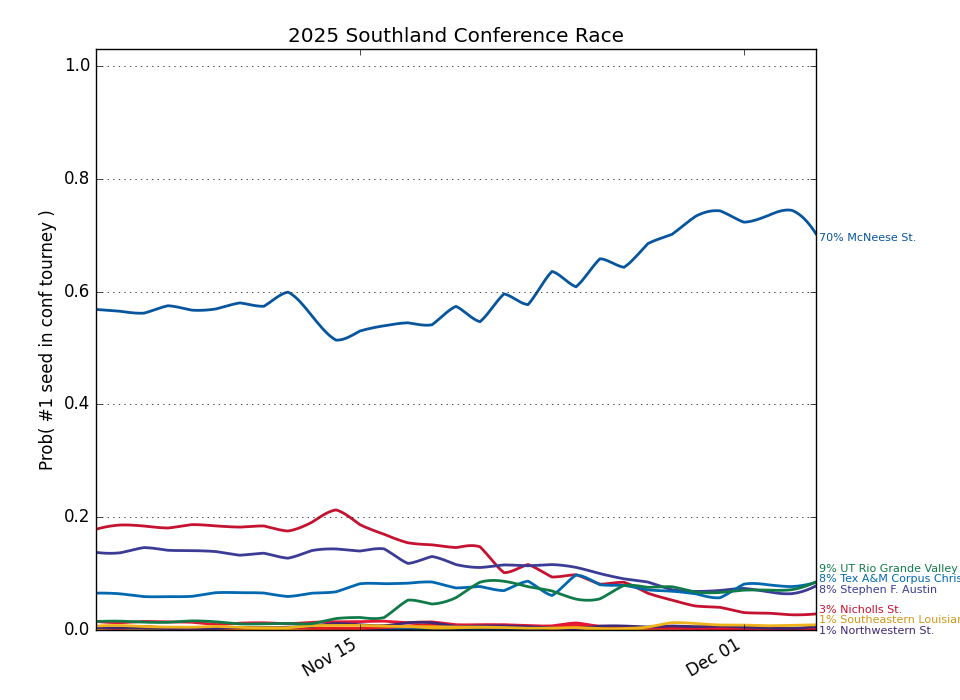 2025 Southland Conference Race
1.0
0.8
0.6
0.4
0.2
0.0
Prob( #1 seed in conf tourney )
Nov 15
Dec 01
70% McNeese St.
9% UT Rio Grande Valley
8% Tex A&M Corpus Chris
8% Stephen F. Austin
3% Nicholls St.
1% Southeastern Louisian
1% Northwestern St.